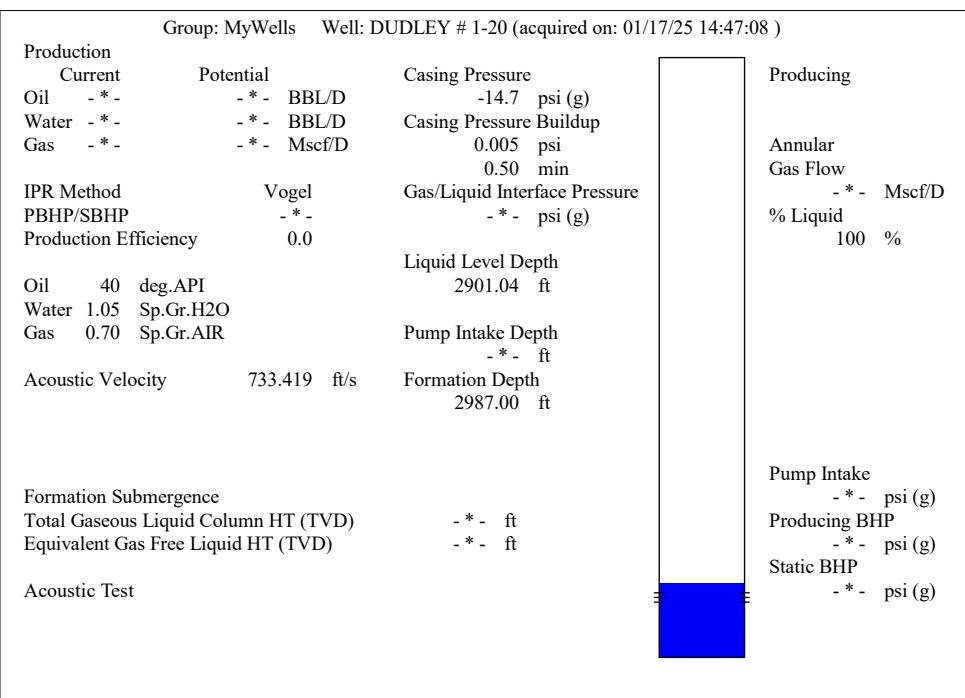 Group: MyWells Well: DUDLEY # 1-20 (acquired on: 01/17/25 14:47:08 )
Production
Current Potential
Oil - * - - * - BBL/D
Water - * - - * - BBL/D
Gas - * - - * - Mscf/D
IPR Method Vogel
PBHP/SBHP - * -
Production Efficiency 0.0
Oil 40 deg.API
Water 1.05 Sp.Gr.H2O
Gas 0.70 Sp.Gr.AIR
Acoustic Velocity 733.419 ft/s
Formation Submergence
Total Gaseous Liquid Column HT (TVD) - * - ft
Equivalent Gas Free Liquid HT (TVD) - * - ft
Acoustic Test
Casing Pressure
-14.7 psi (g)
Casing Pressure Buildup
0.005 psi
0.50 min
Gas/Liquid Interface Pressure
- * - psi (g)
Liquid Level Depth
2901.04 ft
Pump Intake Depth
- * - ft
Formation Depth
2987.00 ft
Producing
Annular
Gas Flow
- * - Mscf/D
% Liquid
100 %
Pump Intake
- * - psi (g)
Producing BHP
- * - psi (g)
Static BHP
- * - psi (g)